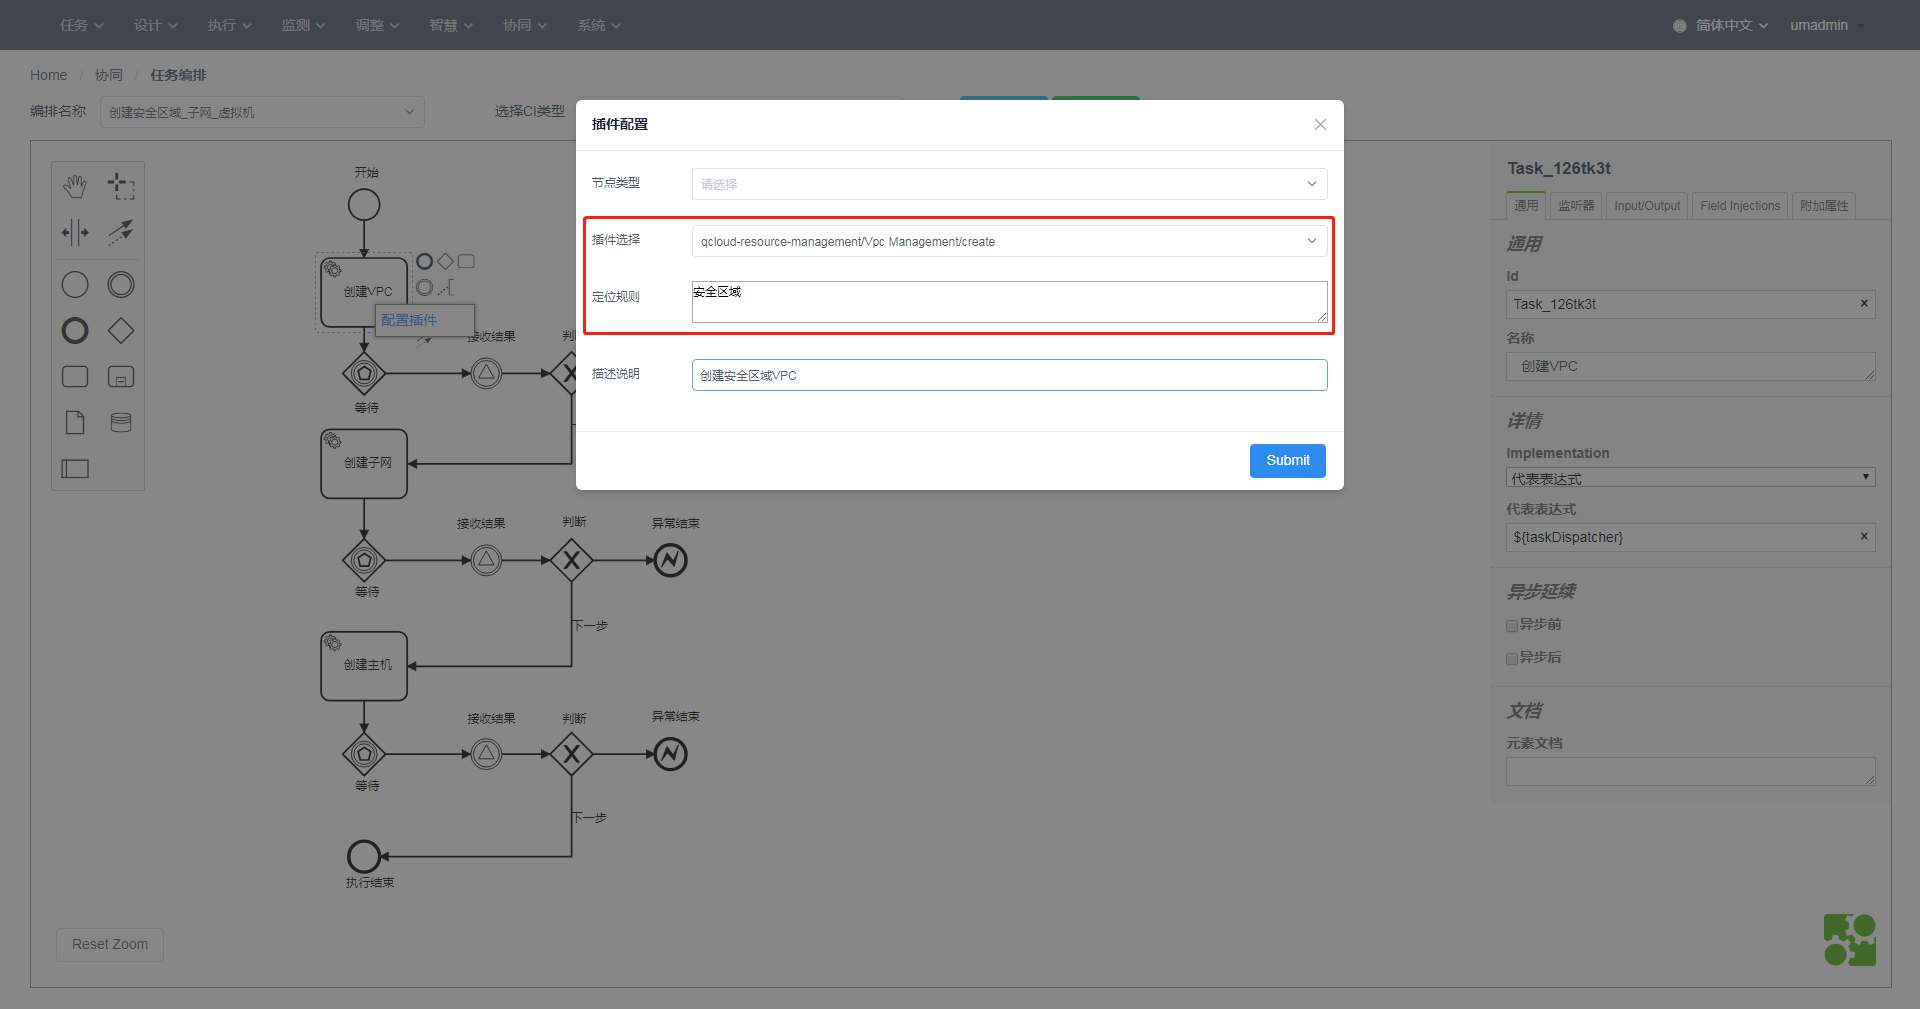 任务 设计 执行 监测 调整 智慧 协同 系统 简体中文 umadmin
Home / 协同 / 任务编排
编排名称 创建安全区域_子网_虚拟机 选择CI类型
插件配置
节点类型 请选择
插件选择 qcloud-resource-management/Vpc Management/create
定位规则 安全区域
描述说明 创建安全区域VPC
Submit
开始
创建VPC
配置插件
接收结果
等待
创建子网
接收结果 判断 异常结束
等待
下一步
创建主机
接收结果 判断 异常结束
等待
下一步
执行结束
Reset Zoom
Task_126tk3t
通用 监听器 Input/Output Field Injections 附加属性
通用
Id
Task_126tk3t ×
名称
创建VPC
详情
Implementation
代表表达式
代表表达式
${taskDispatcher} ×
异步延续
异步前
异步后
文档
元素文档